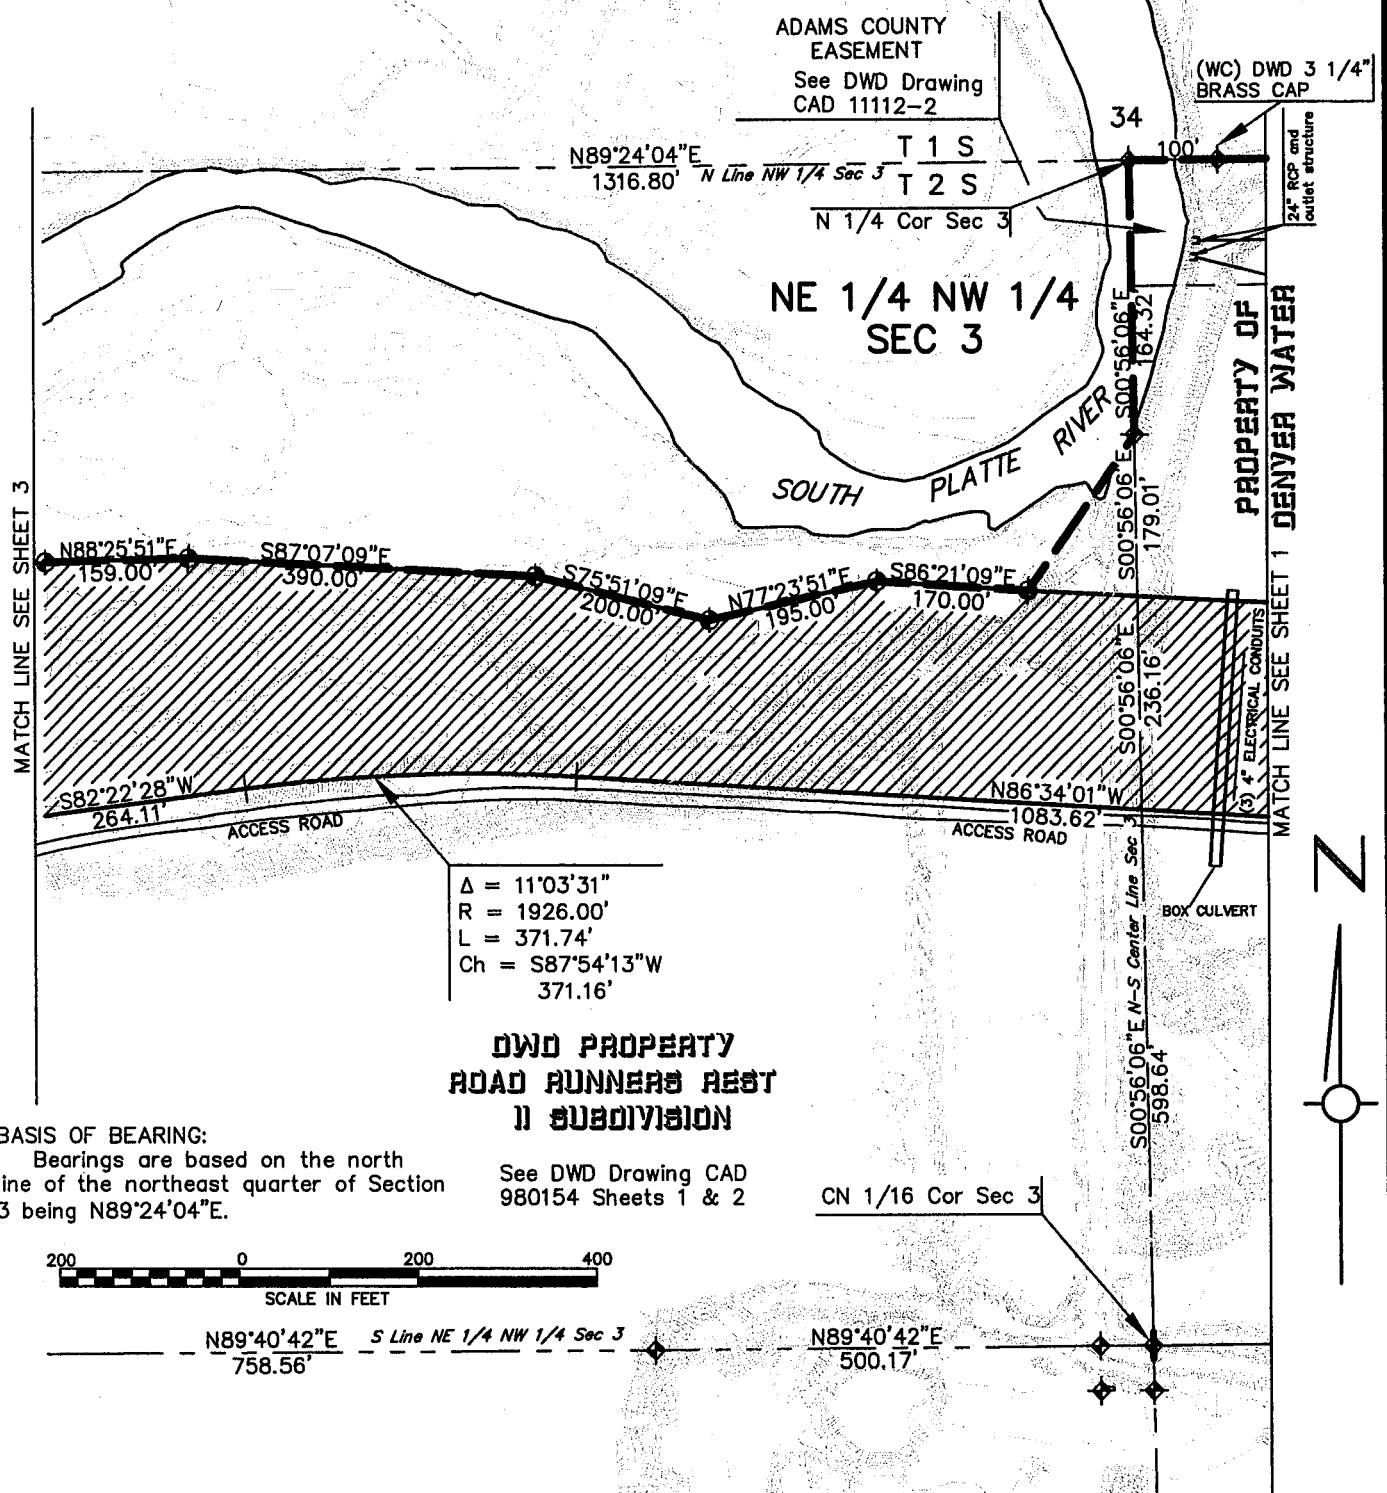 ADAMS COUNTY
EASEMENT
See DWD Drawing
CAD 11112-2
(WC) DWD 3 1/4"
BRASS CAP
34
100'
24" RCP and
outlet structure
N89°24'04"E
1316.80'
N Line NW 1/4 Sec 3
T 1 S
T 2 S
N 1/4 Cor Sec 3
NE 1/4 NW 1/4
SEC 3
S00°56'06"E
164.32'
PROPERTY OF
DENVER WATER
SOUTH PLATTE RIVER
MATCH LINE SEE SHEET 3
N88°25'51"E
159.00'
S87°07'09"E
390.00'
S75°51'09"E
200.00'
N77°23'51"E
195.00'
S86°21'09"E
170.00'
S00°56'06"E
179.01'
S00°56'06"E
236.16'
(3) 4" ELECTRICAL CONDUITS
MATCH LINE SEE SHEET 1
S82°22'28"W
264.11'
ACCESS ROAD
N86°34'01"W
1083.62'
ACCESS ROAD
BOX CULVERT
N
Δ = 11°03'31"
R = 1926.00'
L = 371.74'
Ch = S87°54'13"W
371.16'
N-S Center Line Sec 3
S00°56'06"E
598.64'
DWD PROPERTY
ROAD RUNNERS REST
II SUBDIVISION
See DWD Drawing CAD
980154 Sheets 1 & 2
BASIS OF BEARING:
Bearings are based on the north
line of the northeast quarter of Section
3 being N89°24'04"E.
CN 1/16 Cor Sec 3
200 0 200 400
SCALE IN FEET
N89°40'42"E
758.56'
S Line NE 1/4 NW 1/4 Sec 3
N89°40'42"E
500.17'